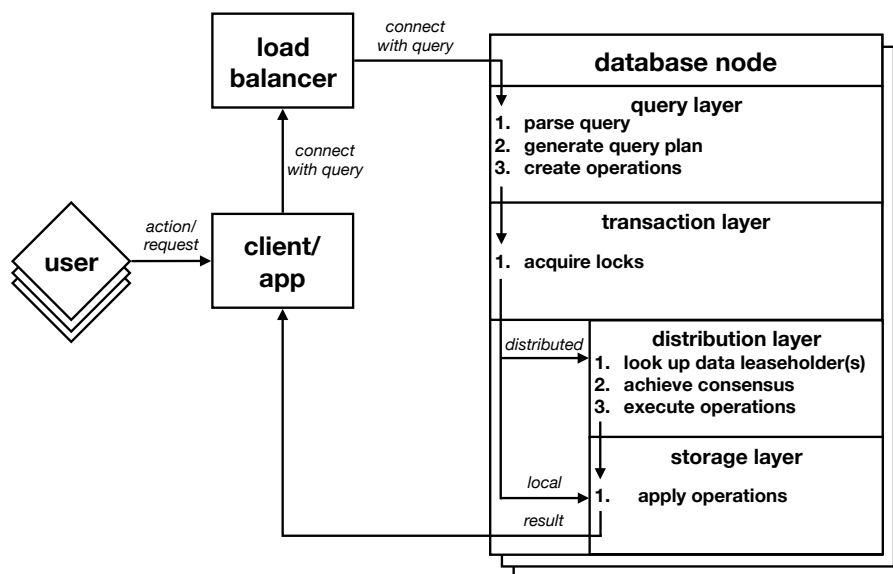 connect
with query
load
balancer
database node
query layer
1. parse query
2. generate query plan
3. create operations
connect
with query
action/
request
transaction layer
user
client/
app
1. acquire locks
distribution layer
distributed
1. look up data leaseholder(s)
2. achieve consensus
3. execute operations
storage layer
local
1. apply operations
result